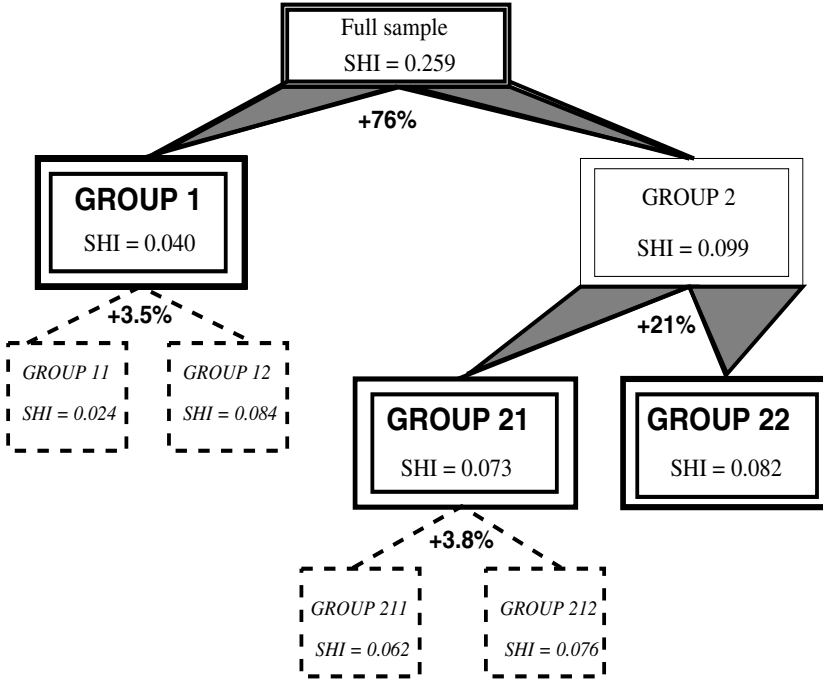 Full sample
SHI = 0.259
+76%
GROUP 1
SHI = 0.040
GROUP 2
SHI = 0.099
+3.5%
+21%
GROUP 11
SHI = 0.024
GROUP 12
SHI = 0.084
GROUP 21
SHI = 0.073
GROUP 22
SHI = 0.082
+3.8%
GROUP 211
SHI = 0.062
GROUP 212
SHI = 0.076